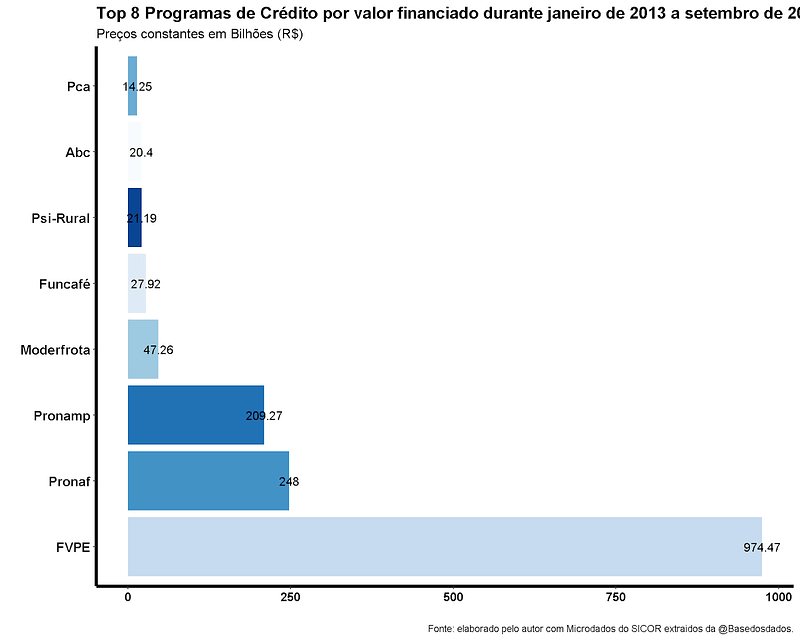 Top 8 Programas de Crédito por valor financiado durante janeiro de 2013 a setembro de
Preços constantes em Bilhões (R$)
Pca 14.25
Abc 20.4
Psi-Rural 21.19
Funcafé 27.92
Moderfrota 47.26
Pronamp 209.27
Pronaf 248
FVPE 974.47
0 250 500 750 1000
Fonte: elaborado pelo autor com Microdados do SICOR extraidos da @Basedosdados.